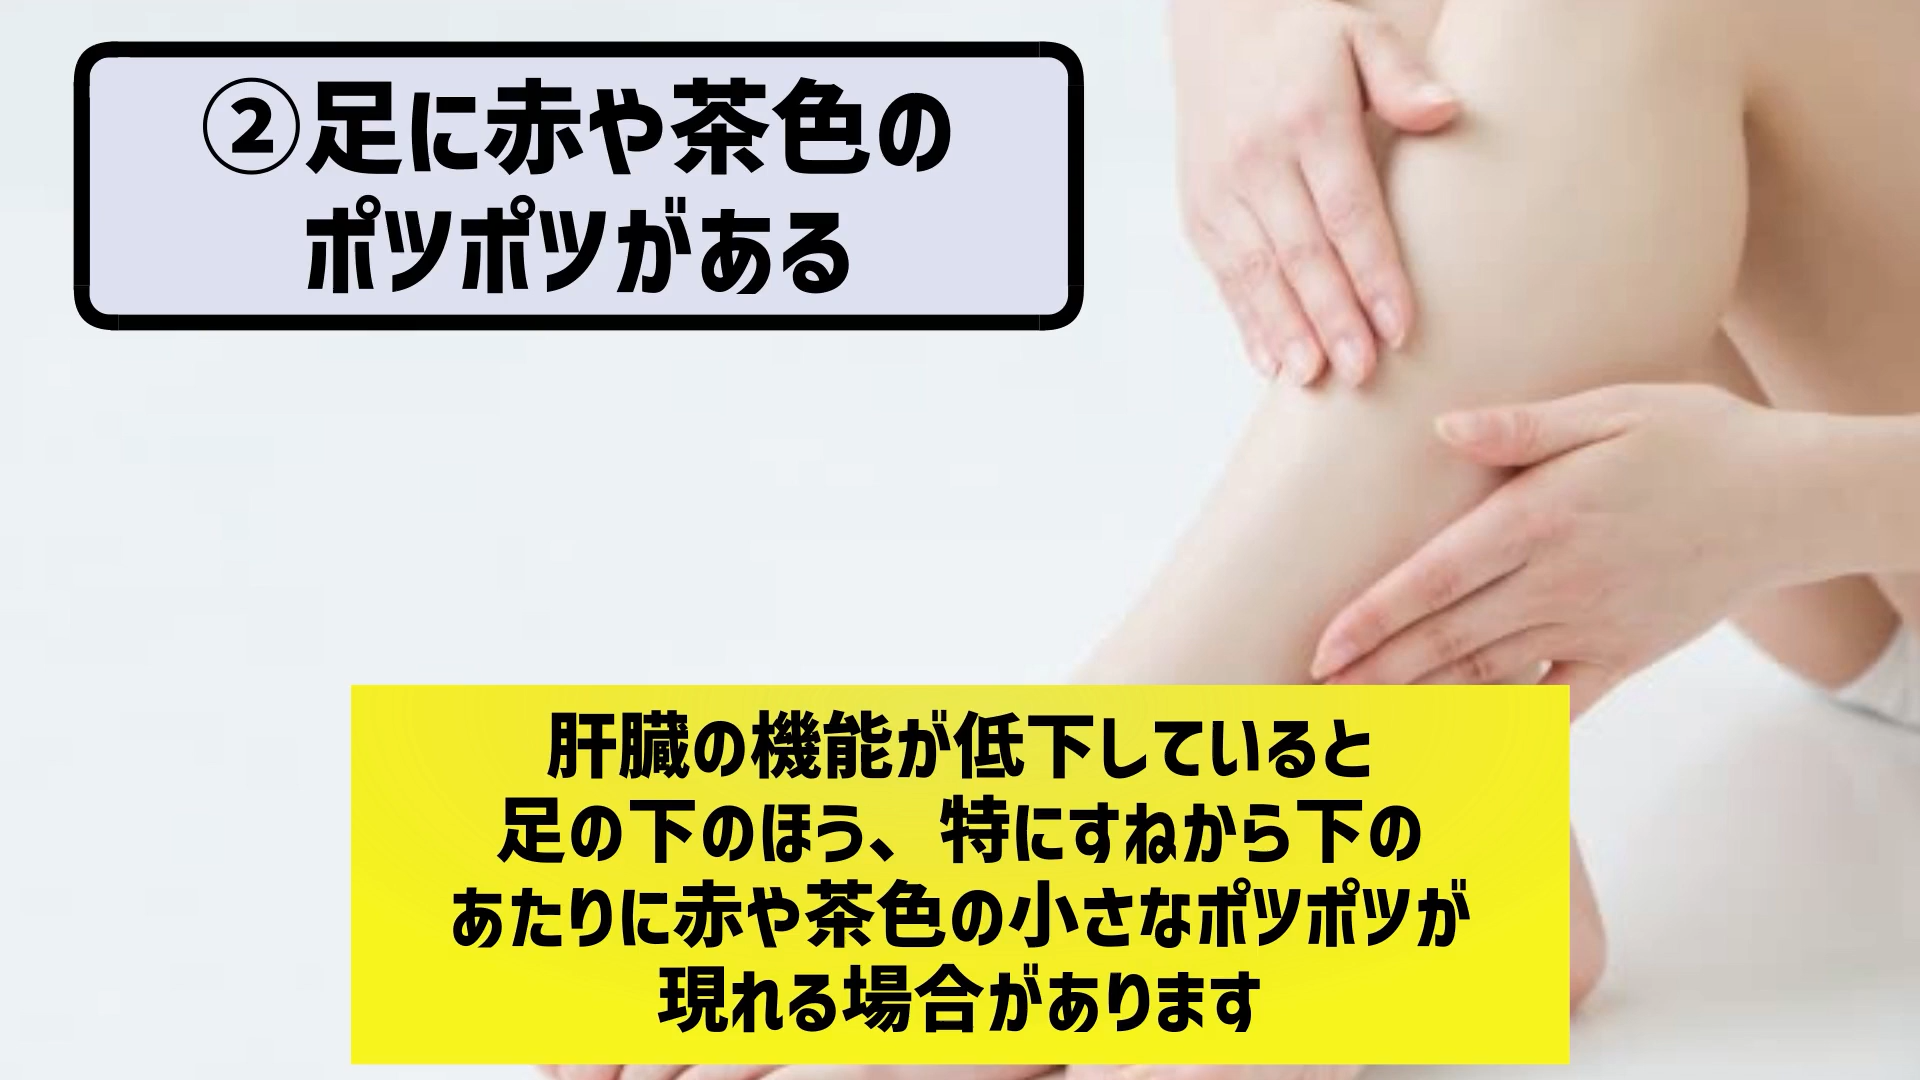 ②足に赤や茶色の
ポツポツがある
肝臓の機能が低下していると
足の下のほう、特にすねから下の
あたりに赤や茶色の小さなポツポツが
現れる場合があります